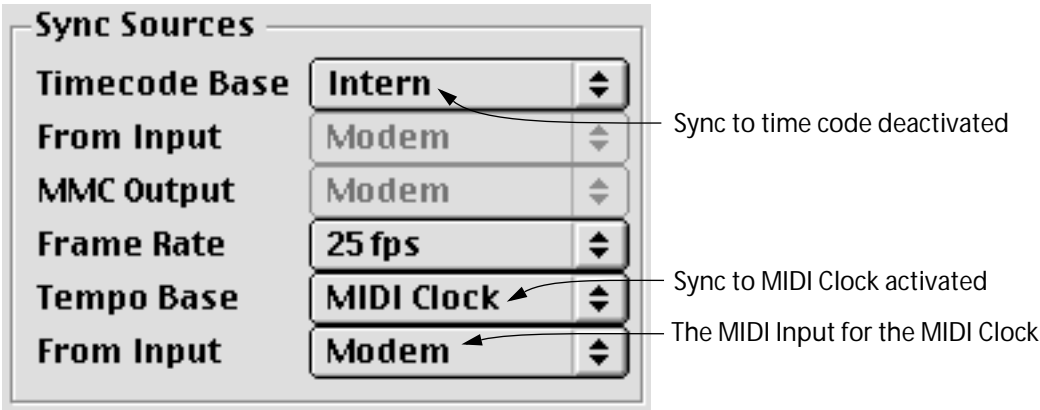 Sync Sources
Timecode Base Intern
Sync to time code deactivated
From Input Modem
MMC Output Modem
Frame Rate 25 fps
Tempo Base MIDI Clock
Sync to MIDI Clock activated
From Input Modem
The MIDI Input for the MIDI Clock